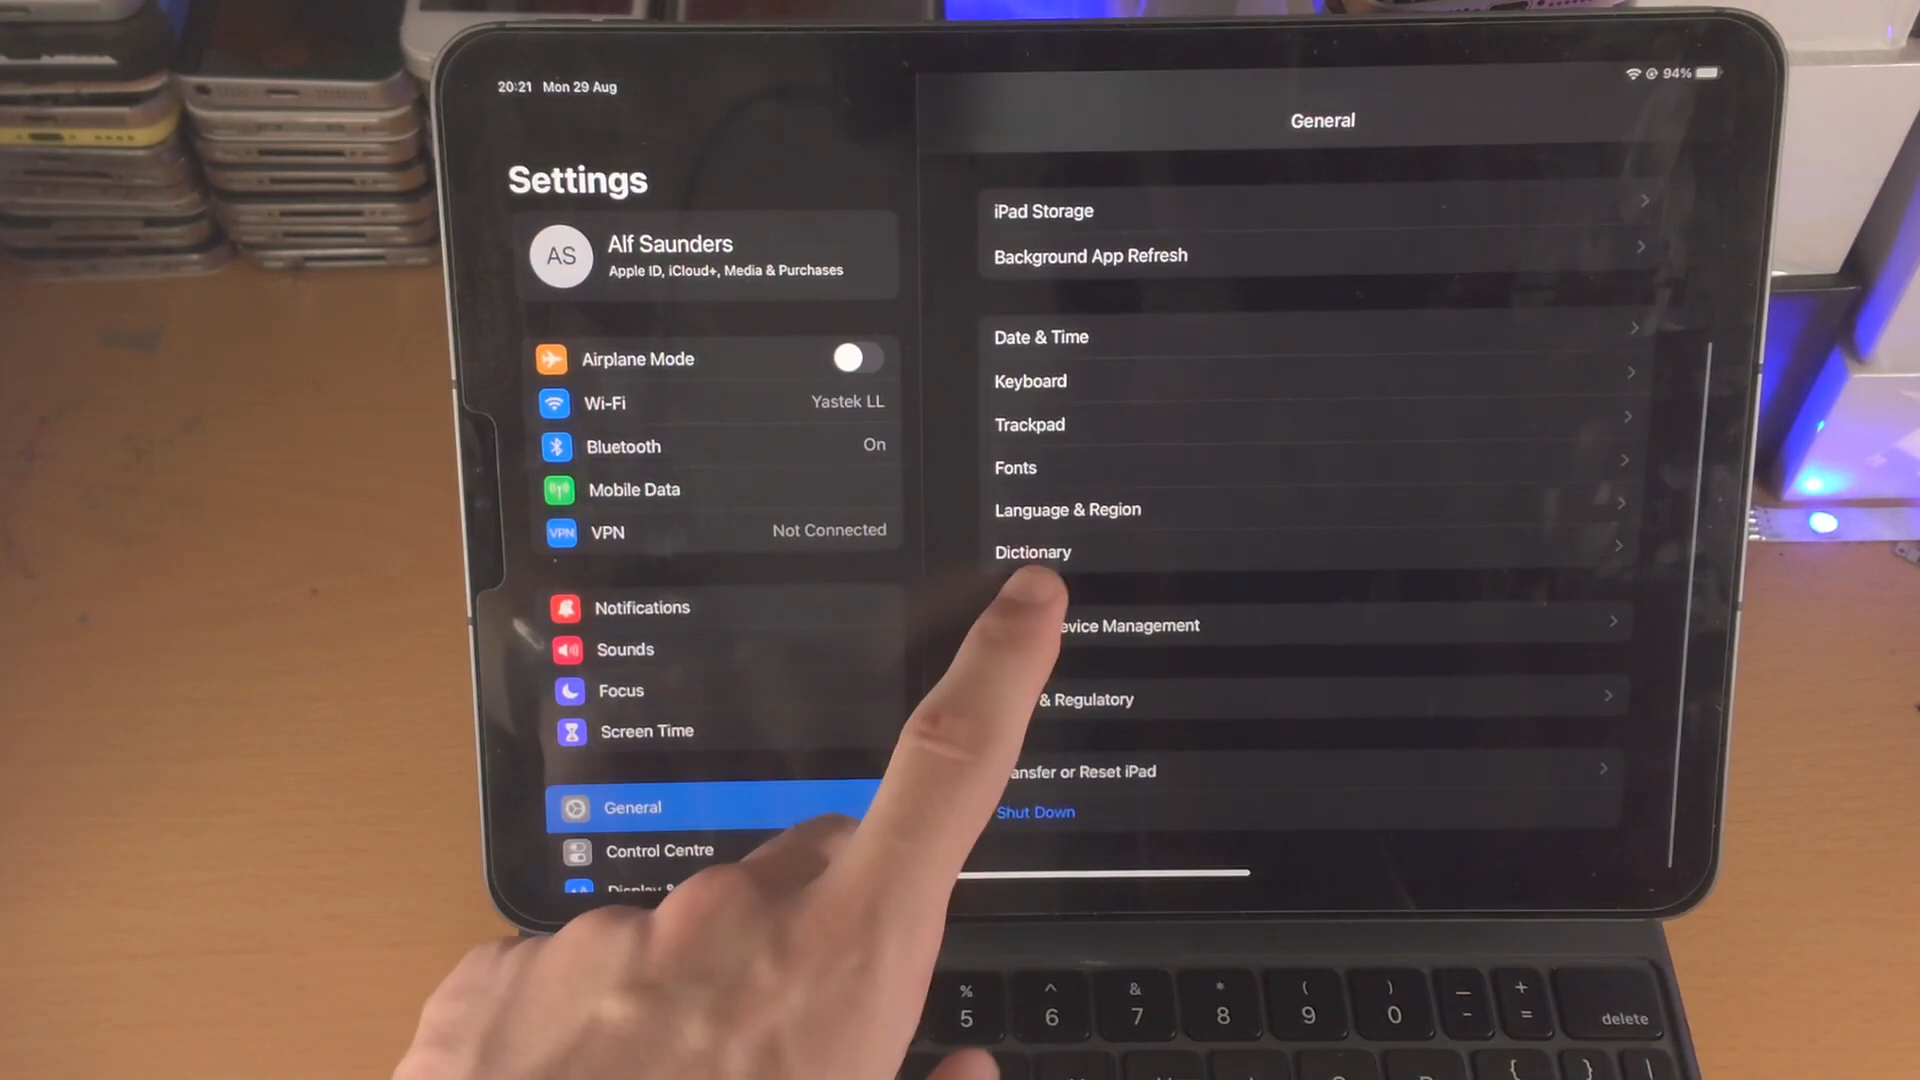 20:21 Mon 29 Aug
94%
Settings
AS
Alf Saunders
Apple ID, iCloud+, Media & Purchases
Airplane Mode
Wi-Fi Yastek LL
Bluetooth On
Mobile Data
VPN VPN Not Connected
Notifications
Sounds
Focus
Screen Time
General
Control Centre
Display &
General
iPad Storage
Background App Refresh
Date & Time
Keyboard
Trackpad
Fonts
Language & Region
Dictionary
evice Management
& Regulatory
ansfer or Reset iPad
Shut Down
% ^ & * ( ) _ +
5 6 7 8 9 0 - = delete
{ } |